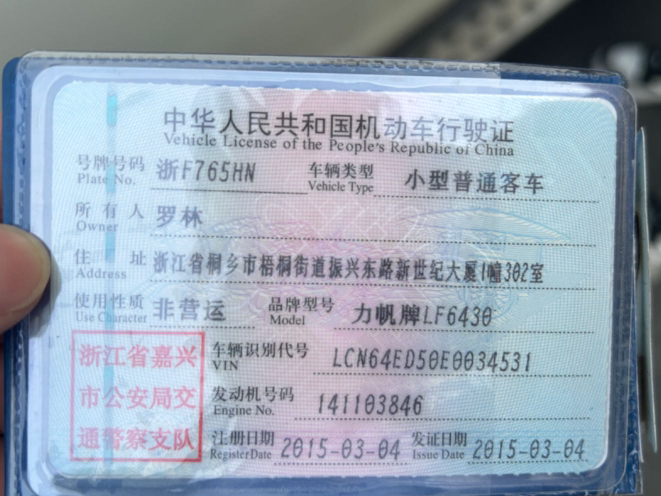 中华人民共和国机动车行驶证
Vehicle License of the People's Republic of China
号牌号码 浙F765HN 车辆类型 小型普通客车
Plate No. Vehicle Type
所有人 罗林
Owner
住址 浙江省桐乡市梧桐街道振兴东路新世纪大厦1幢302室
Address
使用性质 非营运 品牌型号 力帆牌LF6430
Use Character Model
浙江省嘉兴
市公安局交
通警察支队
车辆识别代号 LCN64ED50E0034531
VIN
发动机号码 141103846
Engine No.
注册日期 2015-03-04 发证日期 2015-03-04
Register Date Issue Date